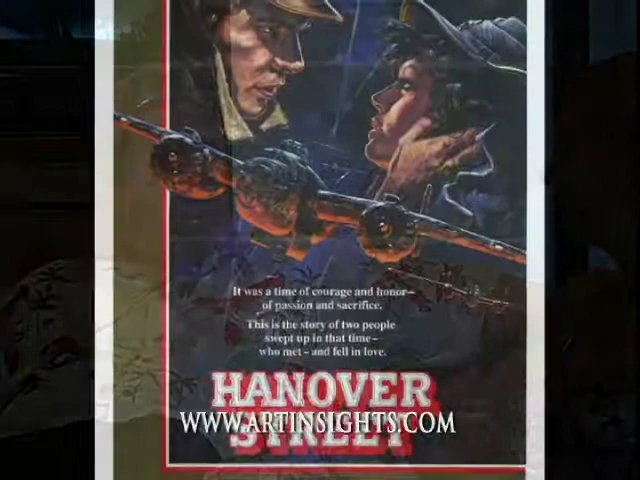 It was a time of courage and honor—
of passion and sacrifice.
This is the story of two people
swept up in that time—
who met—and fell in love.
HANOVER
WWW.ARTINSIGHTS.COM
STREET